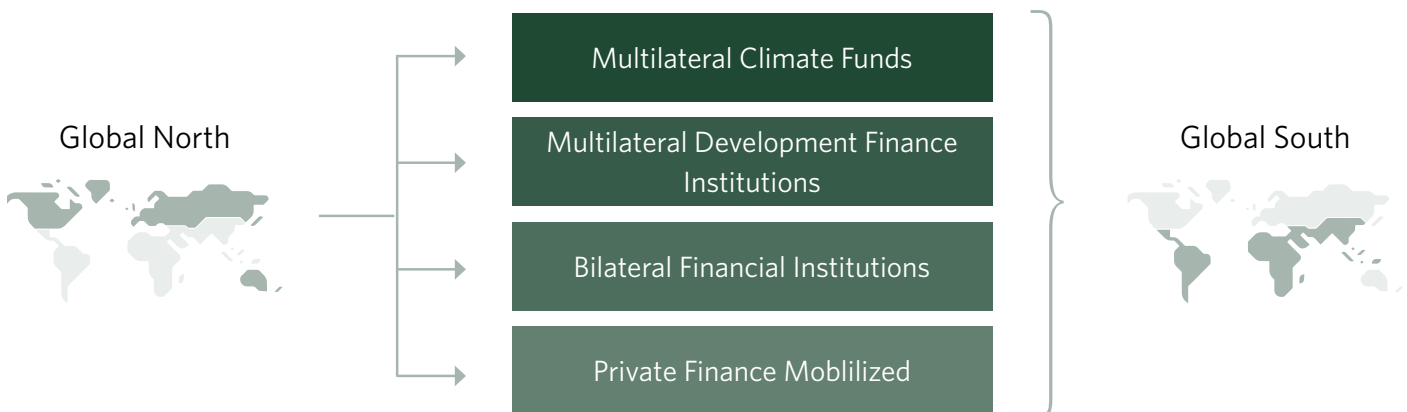 Global North
Multilateral Climate Funds
Multilateral Development Finance
Institutions
Bilateral Financial Institutions
Private Finance Moblilized
Global South